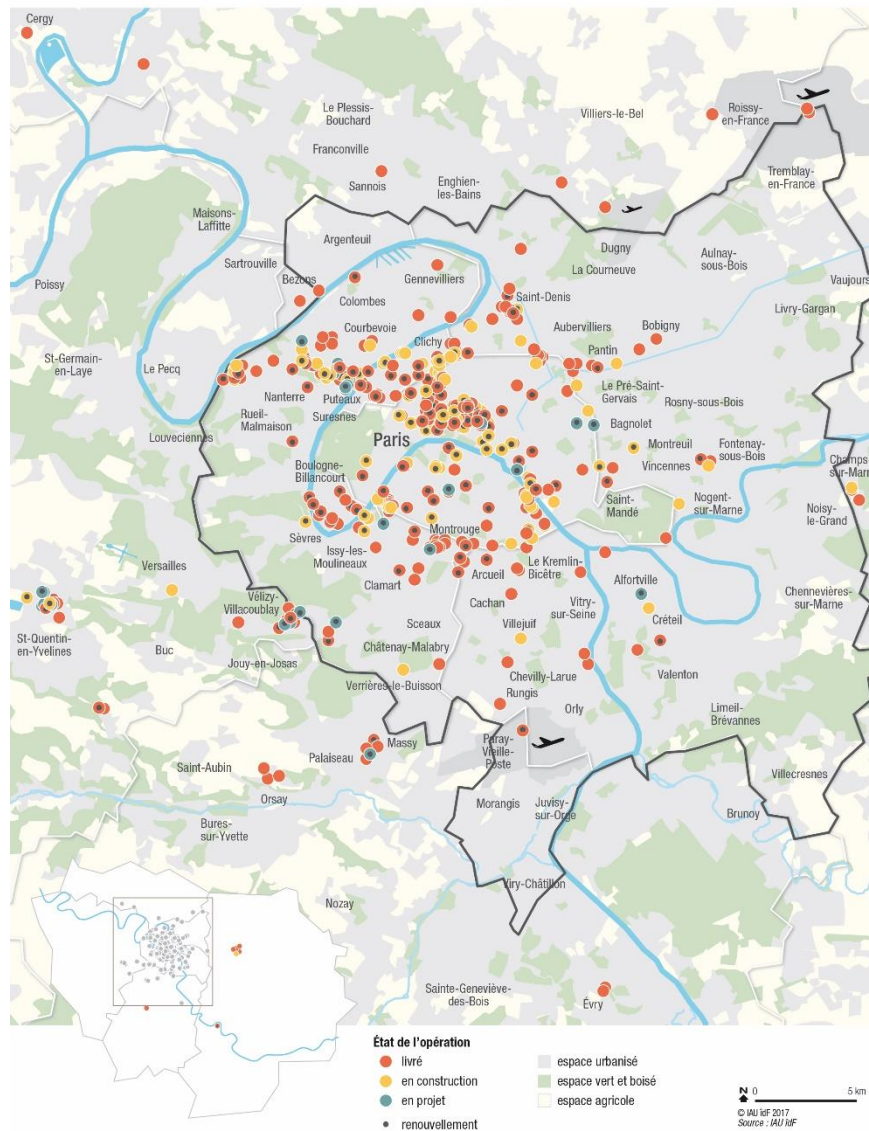 Cergy
Le Plessis-
Bouchard
Villiers-le-Bel
Roissy-
en-France
Franconville
Sannois
Enghien-
les-Bains
Tremblay-
en-France
Maisons-
Laffitte
Argenteuil
Dugny
Sartrouville
La Courneuve
Aulnay-
sous-Bois
Poissy
Bezons
Gennevilliers
Vaujours
Colombes
Saint-Denis
Livry-Gargan
Courbevoie
Aubervilliers
Bobigny
Clichy
Pantin
St-Germain-
en-Laye
Le Pecq
Nanterre
Puteaux
Le Pré-Saint-
Gervais
Rosny-sous-Bois
Rueil-
Malmaison
Suresnes
Bagnolet
Louveciennes
Paris
Montreuil
Fontenay-
sous-Bois
Vincennes
Champs-
sur-Marne
Boulogne-
Billancourt
Saint-
Mandé
Nogent-
sur-Marne
Noisy-
le-Grand
Montrouge
Sèvres
Issy-les-
Moulineaux
Le Kremlin-
Bicêtre
Versailles
Clamart
Arcueil
Alfortville
Chennevières-
sur-Marne
Vélizy-
Villacoublay
Cachan
Vitry-
sur-Seine
Créteil
St-Quentin-
en-Yvelines
Sceaux
Villejuif
Buc
Châtenay-Malabry
Jouy-en-Josas
Chevilly-Larue
Valenton
Verrières-le-Buisson
Rungis
Orly
Limeil-
Brévannes
Massy
Paray-
Vieille-
Poste
Palaiseau
Saint-Aubin
Villecresnes
Orsay
Morangis
Juvisy-
sur-Orge
Brunoy
Bures-
sur-Yvette
Viry-Châtillon
Nozay
Sainte-Geneviève-
des-Bois
Évry
État de l'opération
livré
en construction
en projet
renouvellement
espace urbanisé
espace vert et boisé
espace agricole
N 0 5 km
© IAU îdF 2017
Source : IAU îdF